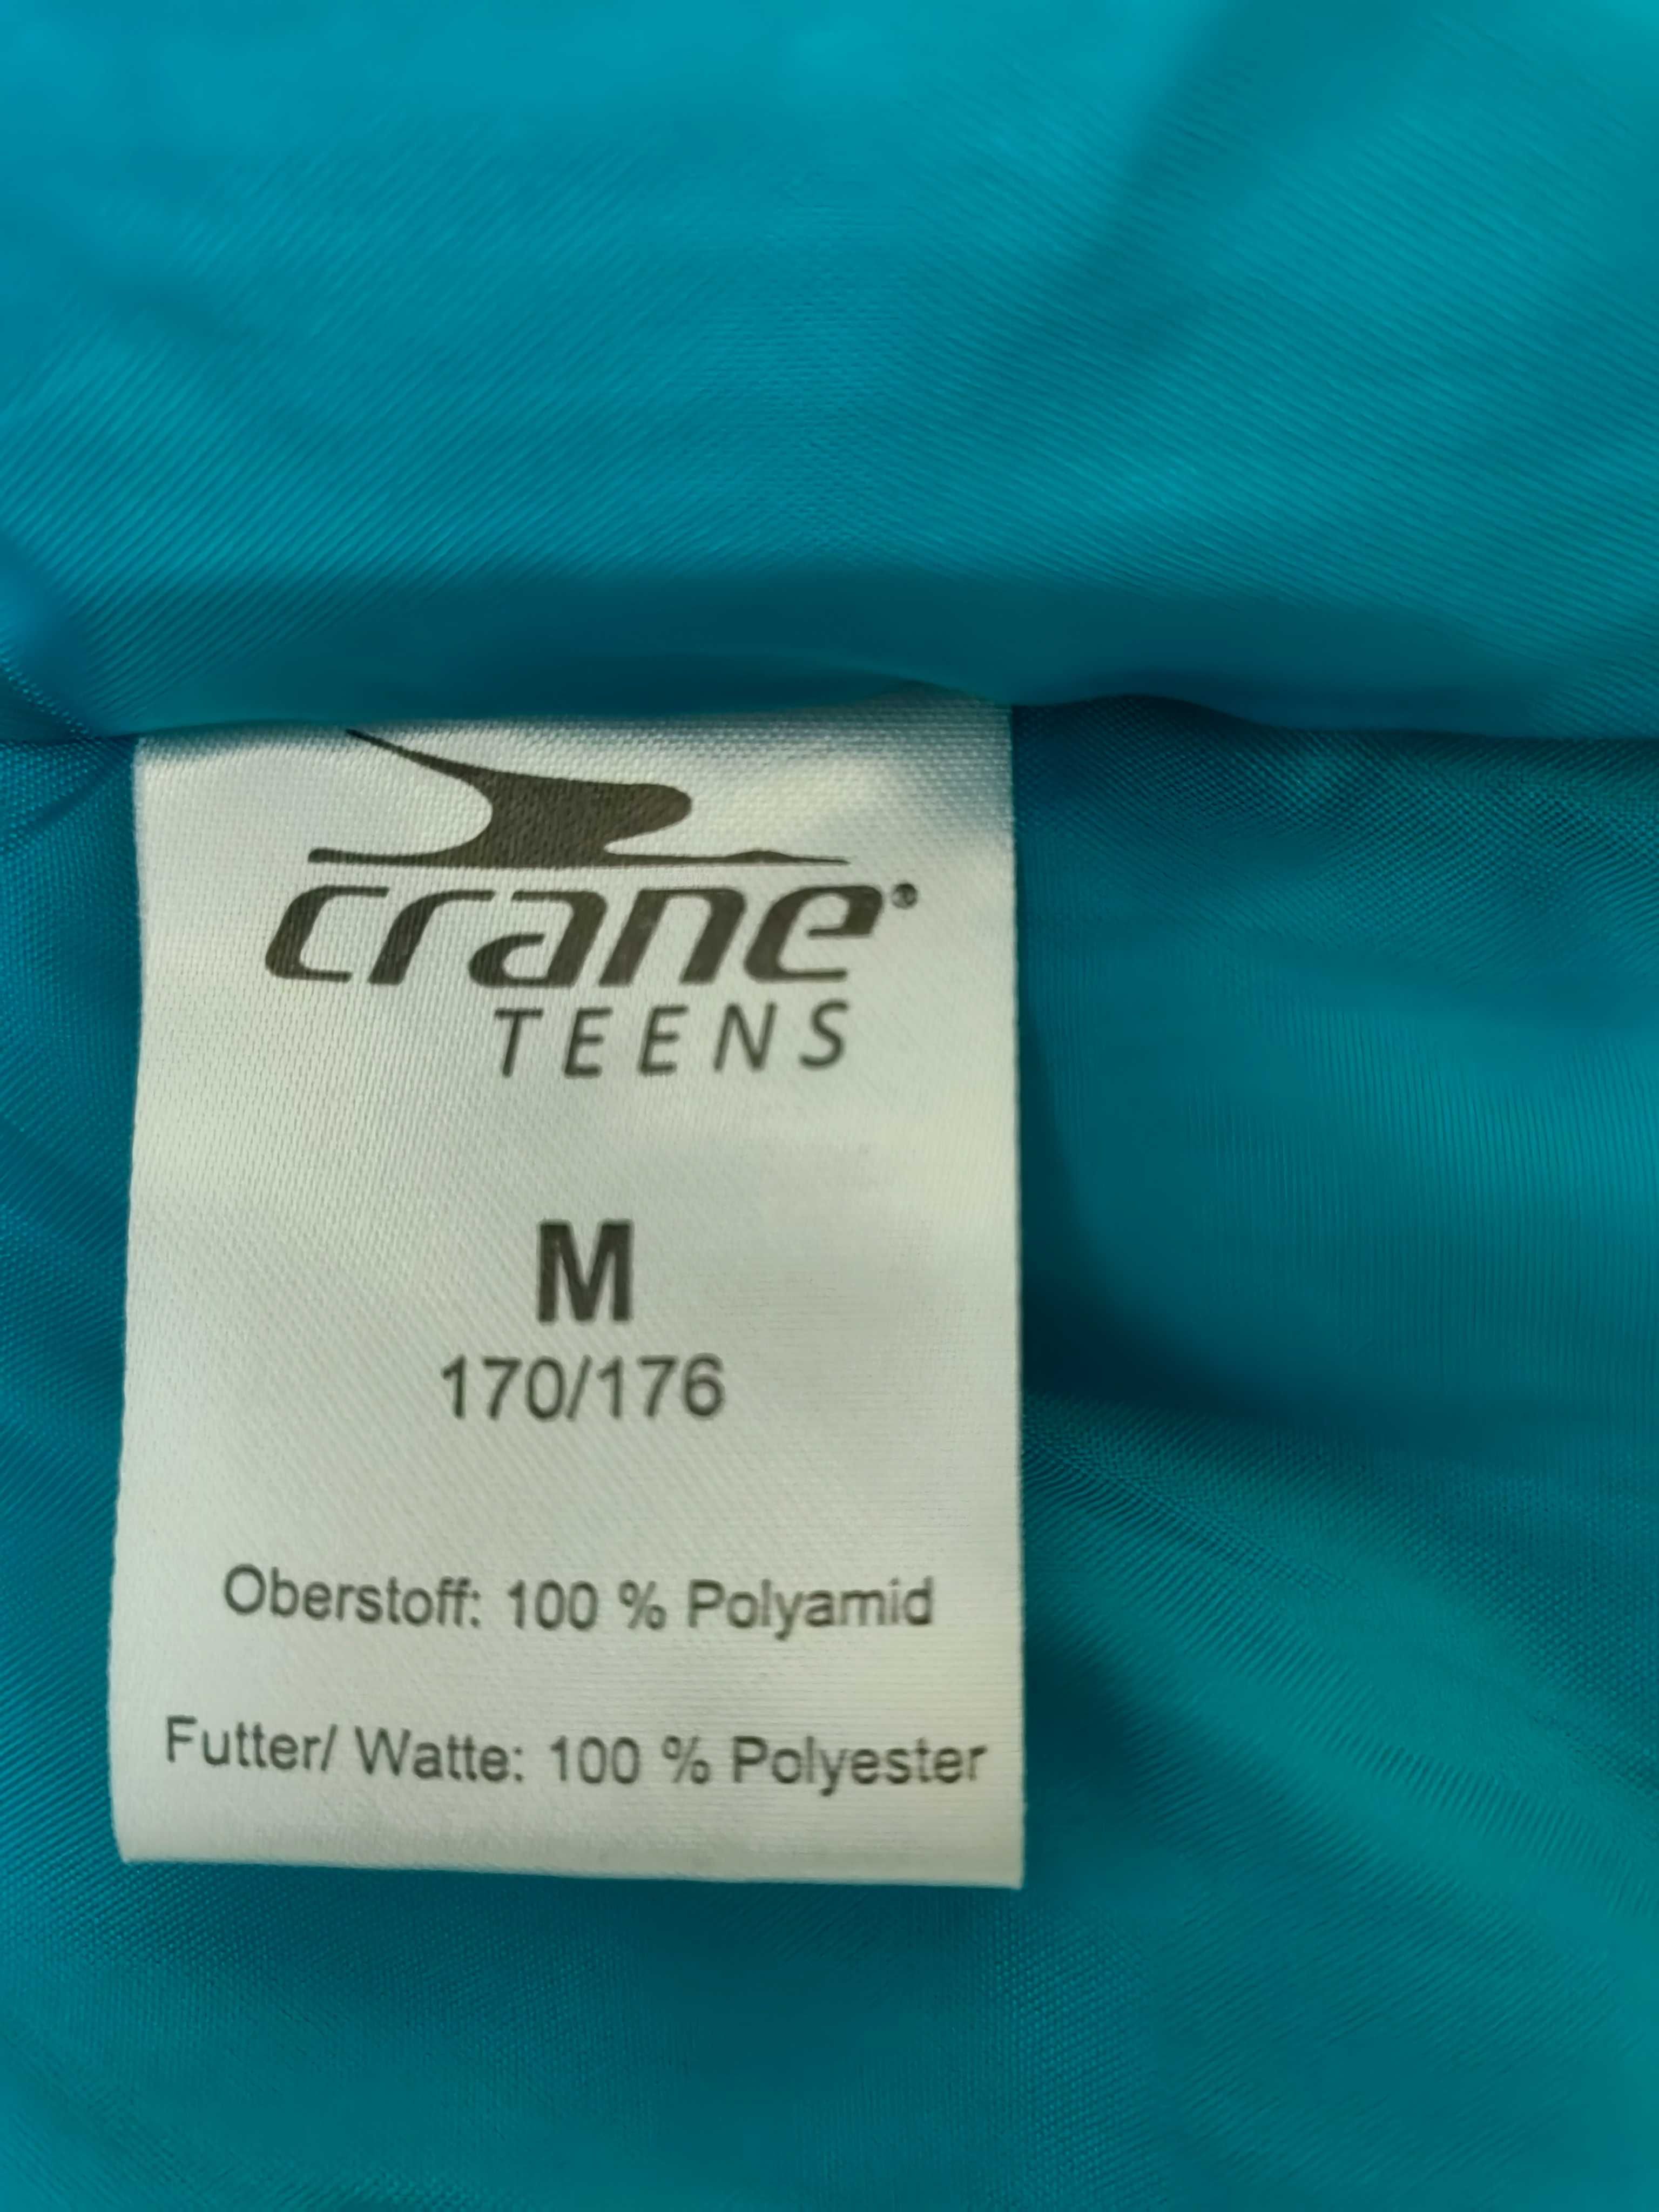 crane®
TEENS
M
170/176
Oberstoff: 100 % Polyamid
Futter/ Watte: 100 % Polyester